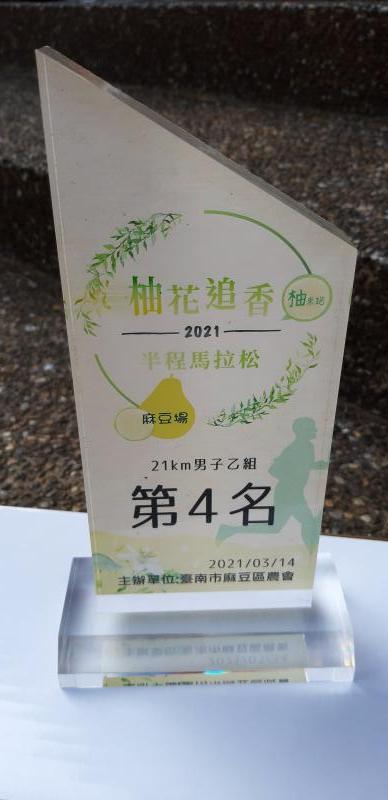 柚花追香
柚來坊
2021
半程馬拉松
麻豆場
21km男子乙組
第4名
2021/03/14
主辦單位:臺南市麻豆區農會